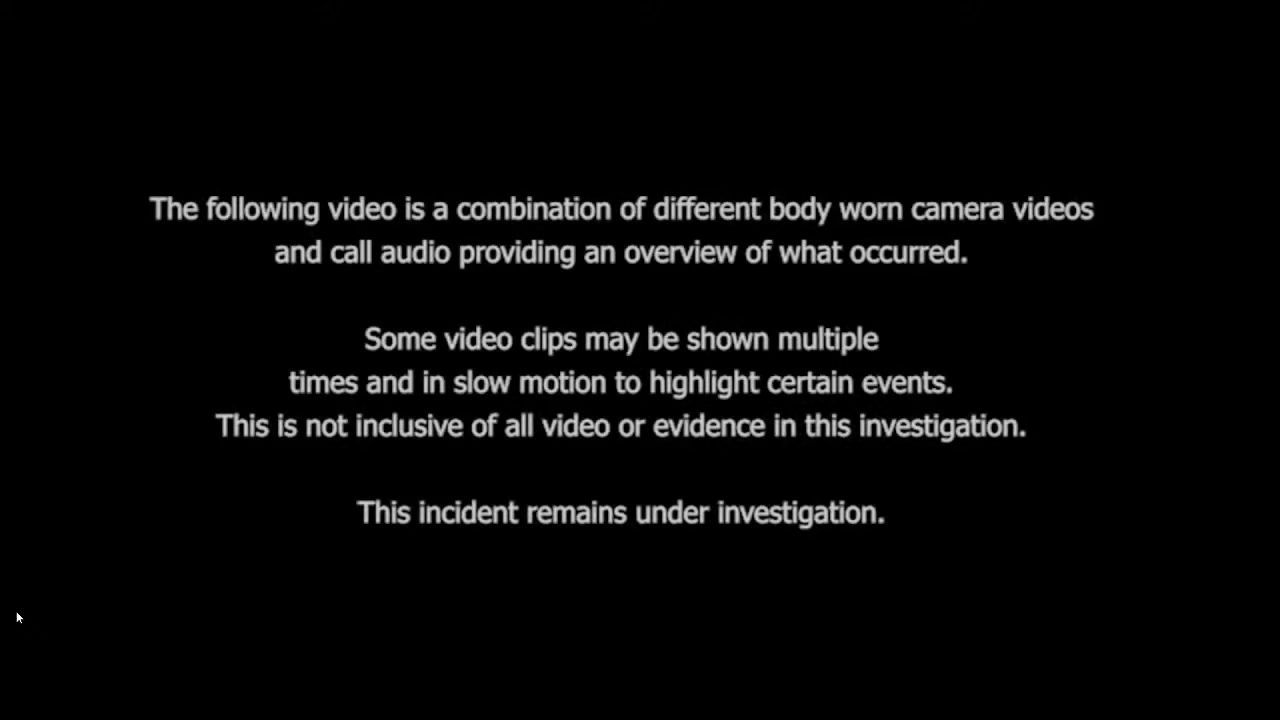 The following video is a combination of different body worn camera videos
and call audio providing an overview of what occurred.
Some video clips may be shown multiple
times and in slow motion to highlight certain events.
This is not inclusive of all video or evidence in this investigation.
This incident remains under investigation.